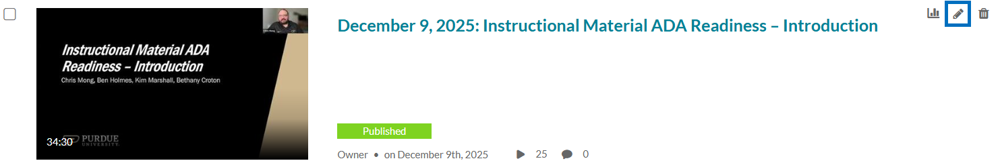 December 9, 2025: Instructional Material ADA Readiness – Introduction
Instructional Material ADA
Readiness – Introduction
Chris Mong, Ben Holmes, Kim Marshall, Bethany Croton
34:30
PURDUE
UNIVERSITY
Published
Owner • on December 9th, 2025 25 0